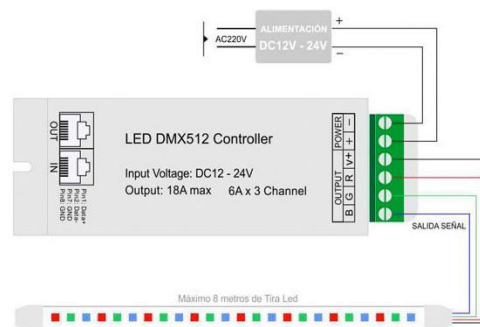 ALIMENTACIÓN
DC12V - 24V
+
−
AC220V
LED DMX512 Controller
Input Voltage: DC12 - 24V
Output: 18A max 6A x 3 Channel
OUT
IN
Pin1: Data+
Pin2: Data-
Pin7: GND
Pin8: GND
POWER
− +
OUTPUT
V+ R G B
SALIDA SEÑAL
Máximo 8 metros de Tira Led